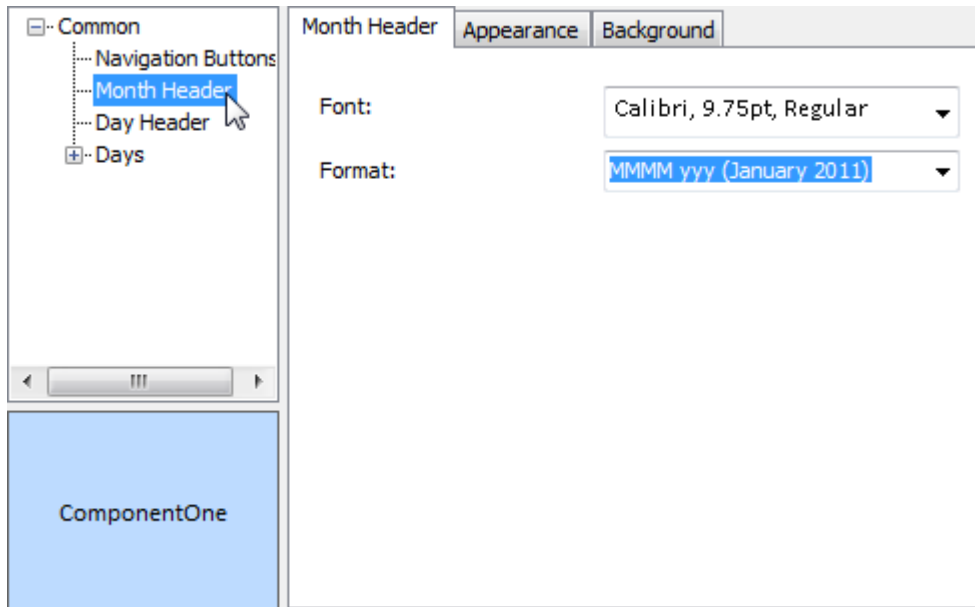 Common
Navigation Buttons
Month Header
Day Header
Days
ComponentOne
Month Header
Appearance
Background
Font:
Calibri, 9.75pt, Regular
Format:
MMMM yyy (January 2011)